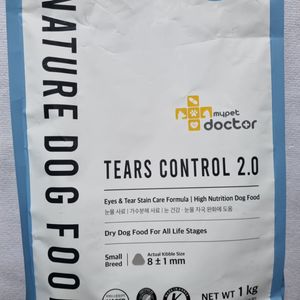 NATURE DOG FOOD
mypet
doctor
TEARS CONTROL 2.0
Eyes & Tear Stain Care Formula | High Nutrition Dog Food
눈물 사료 | 가수분해 사료 | 눈 건강 · 눈물 자국 완화에 도움
Dry Dog Food For All Life Stages
Small
Breed
Actual Kibble Size
8 ± 1 mm
NET WT 1 kg